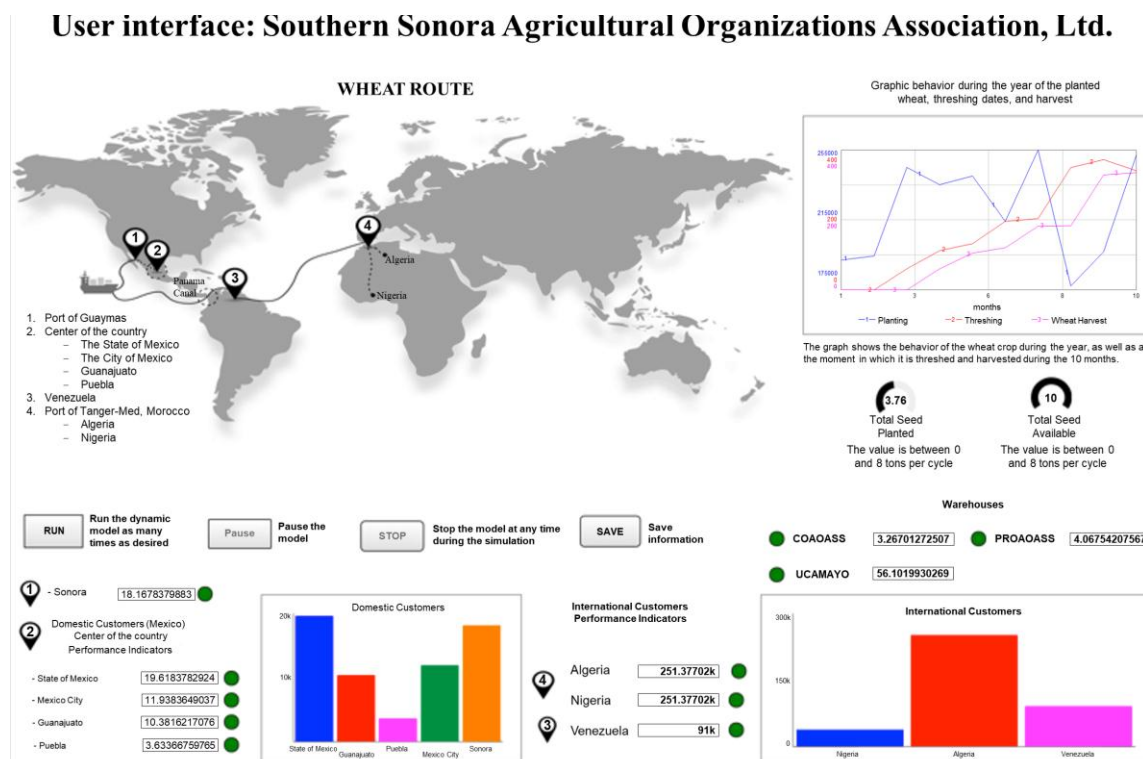 User interface: Southern Sonora Agricultural Organizations Association, Ltd.
WHEAT ROUTE
1
2
3
4
Panama
Canal
Algeria
Nigeria
1. Port of Guaymas
2. Center of the country
– The State of Mexico
– The City of Mexico
– Guanajuato
– Puebla
3. Venezuela
4. Port of Tanger-Med, Morocco
– Algeria
– Nigeria
Graphic behavior during the year of the planted
wheat, threshing dates, and harvest
255000
400
400
215000
200
200
175000
0
0
1 3 6 8 10
months
1 Planting 2 Threshing 3 Wheat Harvest
The graph shows the behavior of the wheat crop during the year, as well as a
the moment in which it is threshed and harvested during the 10 months.
3.76
Total Seed
Planted
The value is between 0
and 8 tons per cycle
10
Total Seed
Available
The value is between 0
and 8 tons per cycle
RUN
Run the dynamic
model as many
times as desired
Pause
Pause the
model
STOP
Stop the model at any time
during the simulation
SAVE
Save
information
Warehouses
COAOASS 3.26701272507
PROAOASS 4.06754207567
UCAMAYO 56.1019930269
1 - Sonora 18.1678379883
2
Domestic Customers (Mexico)
Center of the country
Performance Indicators
- State of Mexico 19.6183782924
- Mexico City 11.9383649037
- Guanajuato 10.3816217076
- Puebla 3.63366759765
Domestic Customers
20k
10k
State of Mexico Guanajuato Puebla Mexico City Sonora
International Customers
Performance Indicators
4
Algeria 251.37702k
Nigeria 251.37702k
3
Venezuela 91k
International Customers
300k
150k
0
Nigeria Algeria Venezuela